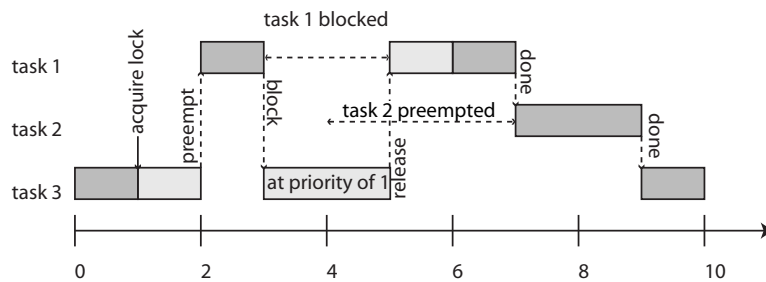 task 1 blocked
task 1
acquire lock
preempt
block
done
task 2 preempted
task 2
release
done
at priority of 1
task 3
0
2
4
6
8
10